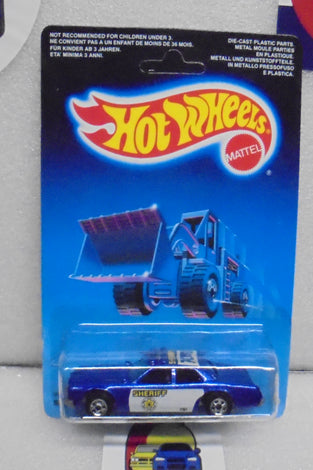 NOT RECOMMENDED FOR CHILDREN UNDER 3.
NE CONVIENT PAS A UN ENFANT DE MOINS DE 36 MOIS.
FÜR KINDER AB 3 JAHREN.
ETA' MINIMA 3 ANNI.
DIE-CAST PLASTIC PARTS.
METAL MOULE PARTIES
EN PLASTIQUE.
METALL UND KUNSTSTOFFTEILE.
IN METALLO PRESSOFUSO
E PLASTICA.
HOT WHEELS
MATTEL
®
SHERIFF